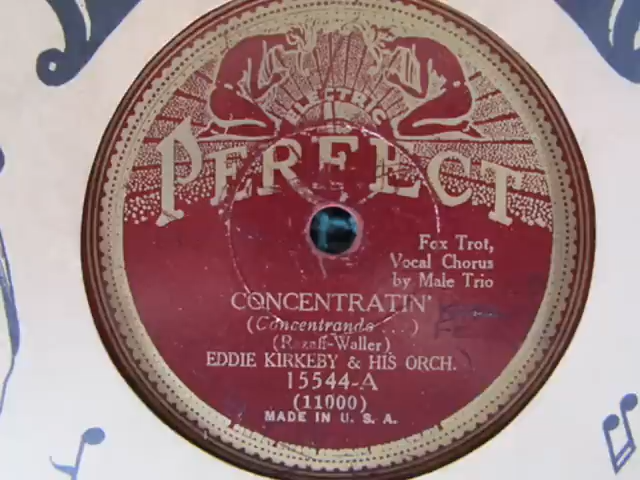 ELECTRIC
PERFECT
Fox Trot,
Vocal Chorus
by Male Trio
CONCENTRATIN'
(Concentrando...)
(Razaff-Waller)
EDDIE KIRKEBY & HIS ORCH.
15544-A
(11000)
MADE IN U. S. A.